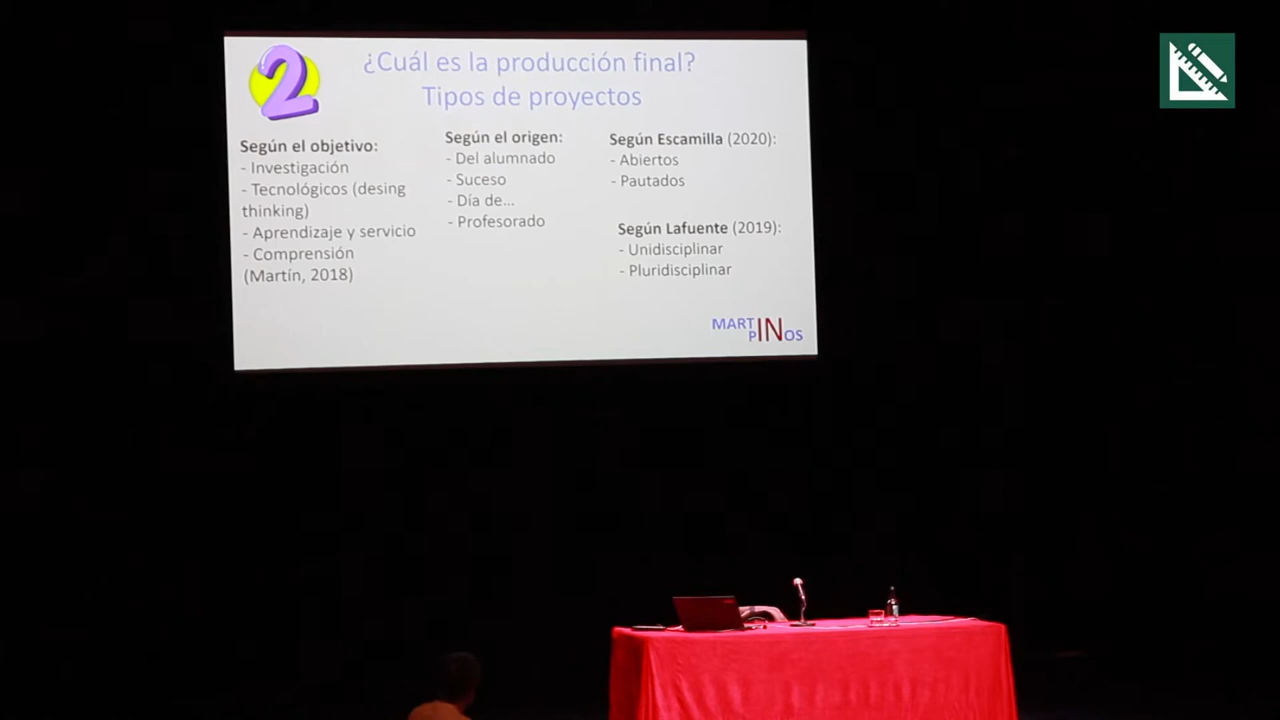 2
¿Cuál es la producción final?
Tipos de proyectos
Según el objetivo:
- Investigación
- Tecnológicos (desing
thinking)
- Aprendizaje y servicio
- Comprensión
(Martín, 2018)
Según el origen:
- Del alumnado
- Suceso
- Día de...
- Profesorado
Según Escamilla (2020):
- Abiertos
- Pautados
Según Lafuente (2019):
- Unidisciplinar
- Pluridisciplinar
MART
PINOS